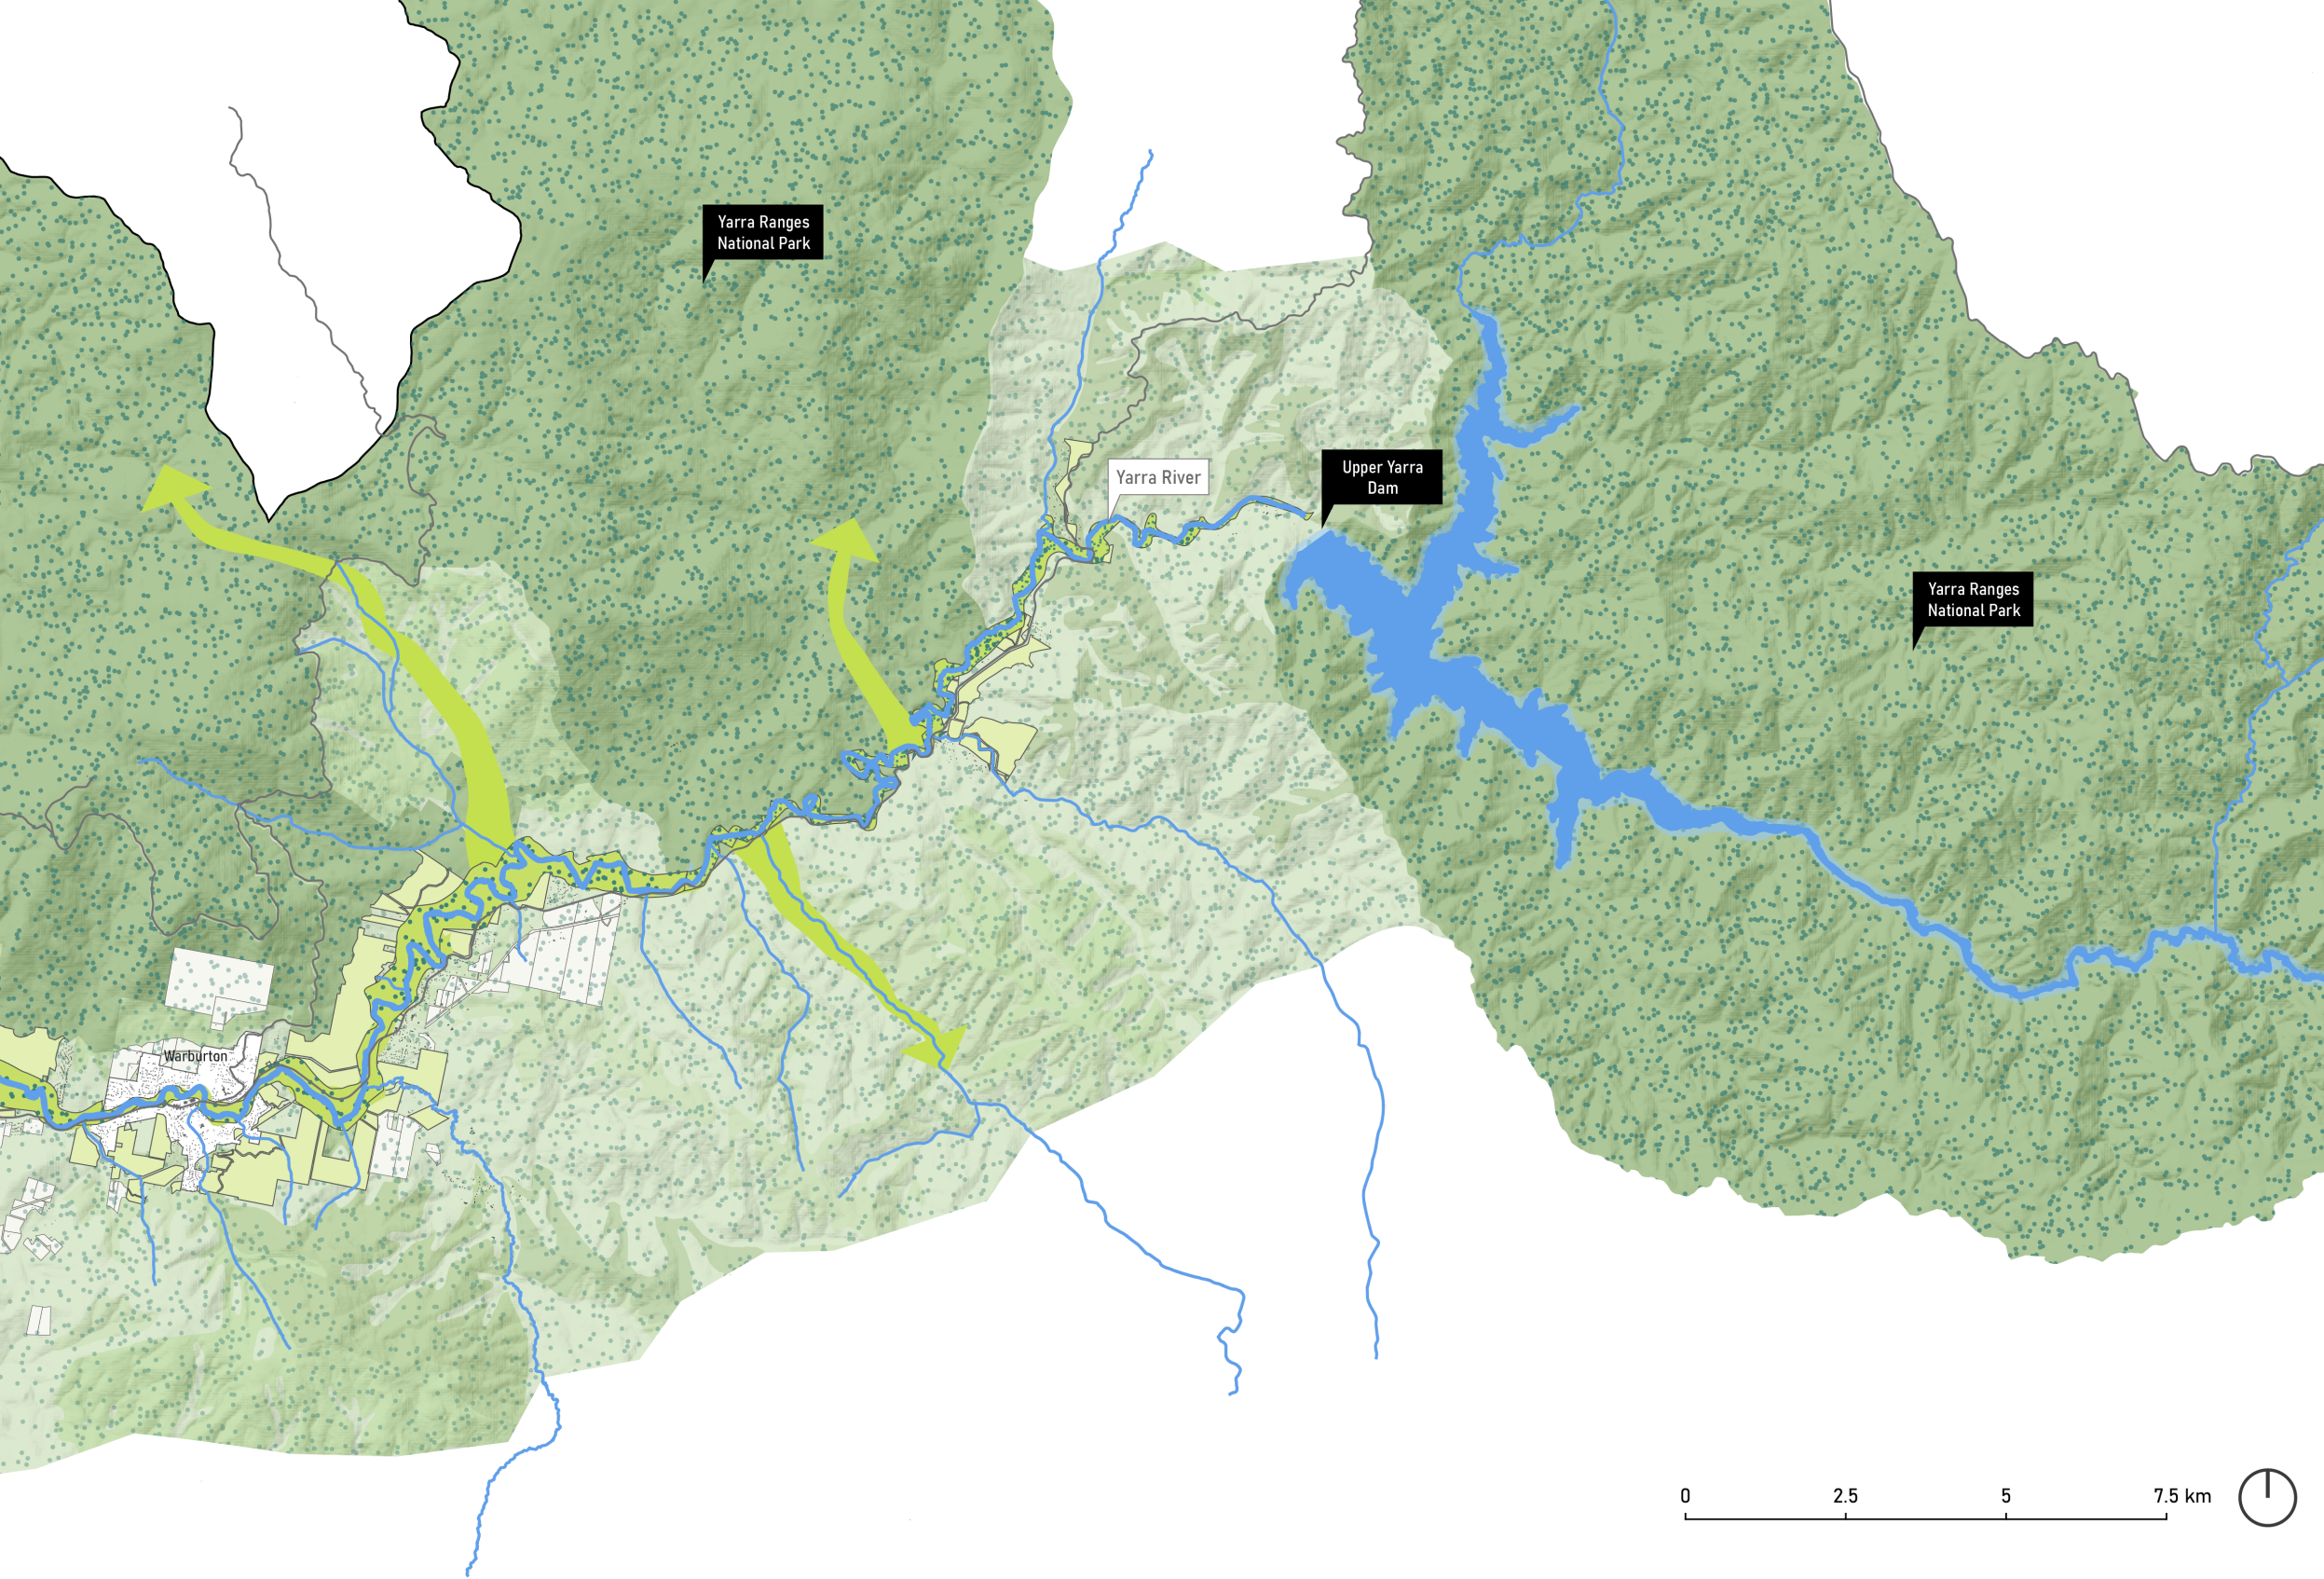 Yarra Ranges
National Park
Yarra River
Upper Yarra
Dam
Yarra Ranges
National Park
Warburton
0 2.5 5 7.5 km